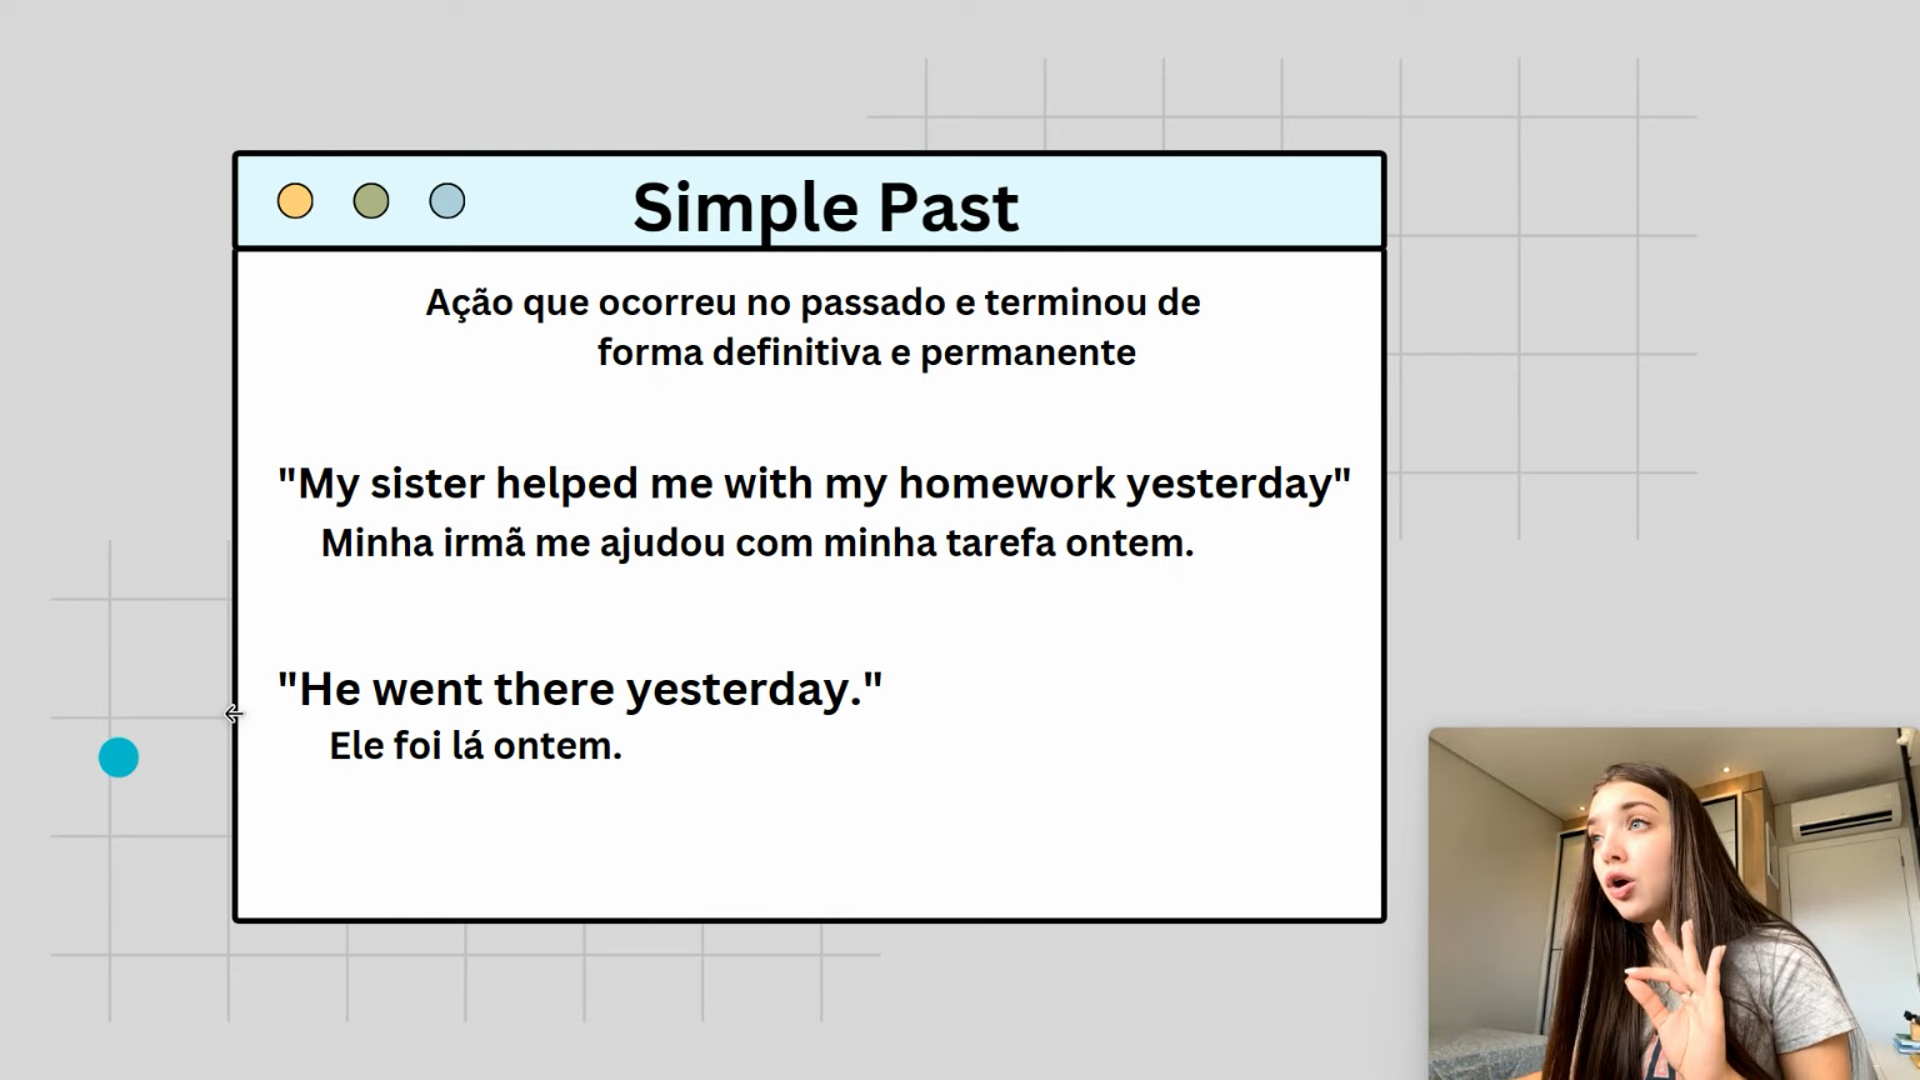 Simple Past
Ação que ocorreu no passado e terminou de
forma definitiva e permanente
"My sister helped me with my homework yesterday"
Minha irmã me ajudou com minha tarefa ontem.
"He went there yesterday."
Ele foi lá ontem.